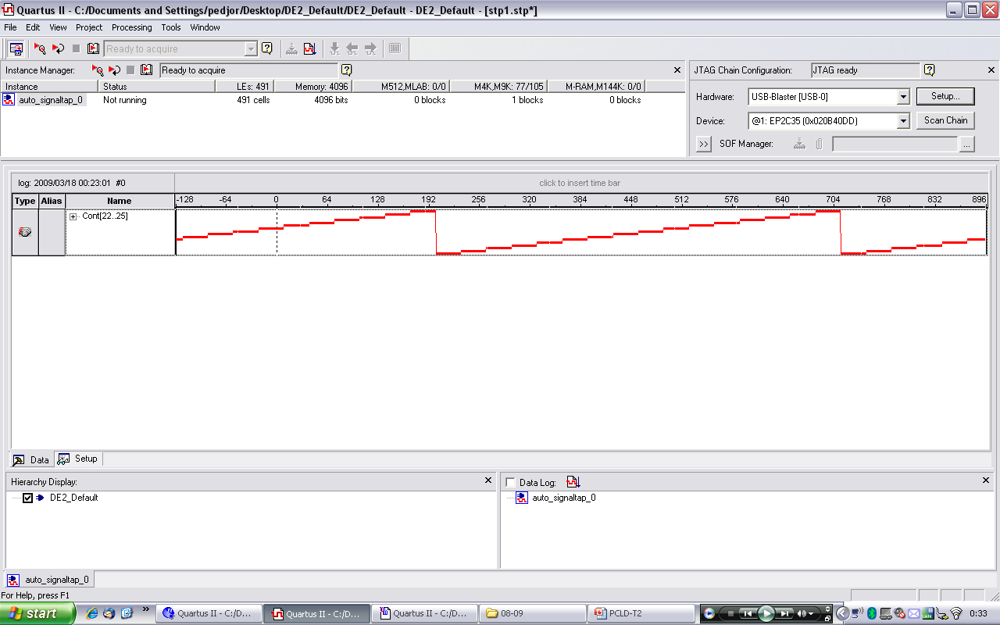 Quartus II - C:/Documents and Settings/pedjor/Desktop/DE2_Default/DE2_Default - DE2_Default - [stp1.stp*]
File Edit View Project Processing Tools Window
Ready to acquire
Instance Manager: Ready to acquire
Instance Status LEs: 491 Memory: 4096 M512,MLAB: 0/0 M4K,M9K: 77/105 M-RAM,M144K: 0/0
auto_signaltap_0 Not running 491 cells 4096 bits 0 blocks 1 blocks 0 blocks
JTAG Chain Configuration: JTAG ready
Hardware: USB-Blaster [USB-0] Setup...
Device: @1: EP2C35 (0x020B40DD) Scan Chain
>> SOF Manager: ...
log: 2009/03/18 00:23:01 #0 click to insert time bar
Type Alias Name -128 -64 0 64 128 192 256 320 384 448 512 576 640 704 768 832 896
Cont[22..25]
Data Setup
Hierarchy Display:
DE2_Default
Data Log:
auto_signaltap_0
auto_signaltap_0
For Help, press F1
start » Quartus II - C:/D... Quartus II - C:/D... Quartus II - C:/D... 08-09 PCLD-T2 0:33